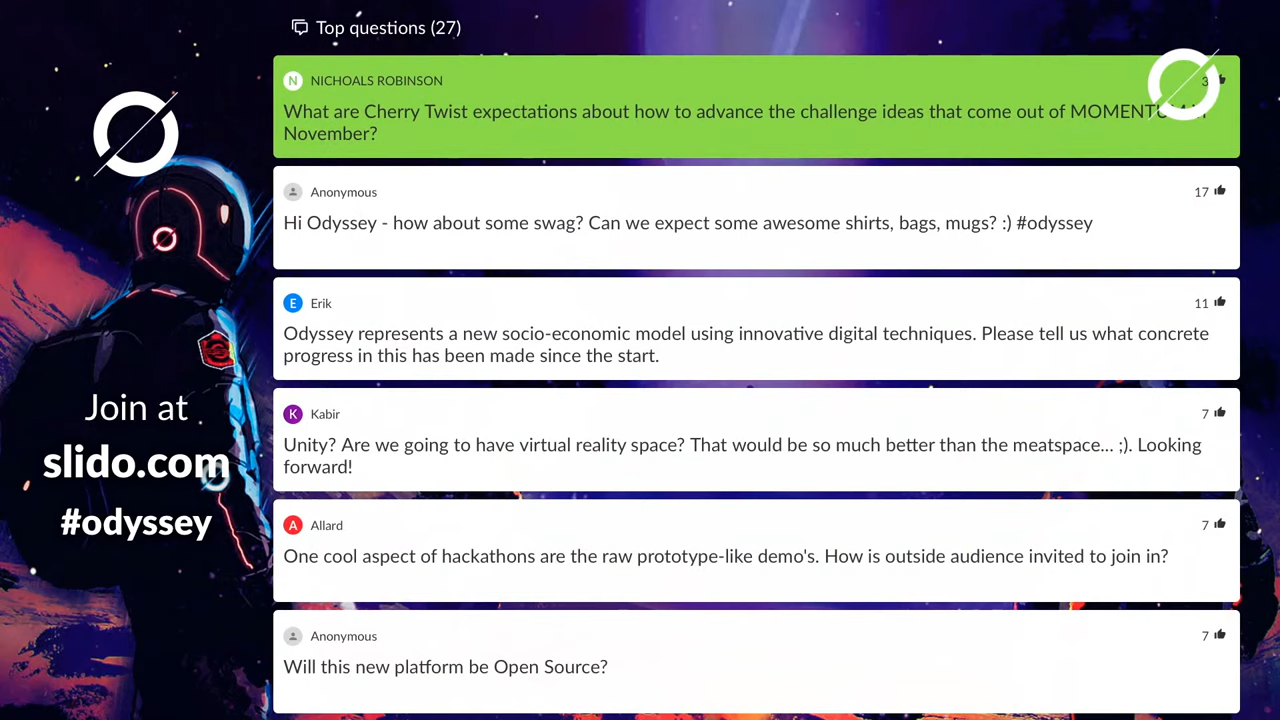 Top questions (27)
N NICHOALS ROBINSON 3
What are Cherry Twist expectations about how to advance the challenge ideas that come out of
November?
Anonymous 17
Hi Odyssey - how about some swag? Can we expect some awesome shirts, bags, mugs? :) #odyssey
E Erik 11
Odyssey represents a new socio-economic model using innovative digital techniques. Please tell us what concrete
progress in this has been made since the start.
K Kabir 7
Unity? Are we going to have virtual reality space? That would be so much better than the meatspace... ;). Looking
forward!
A Allard 7
One cool aspect of hackathons are the raw prototype-like demo's. How is outside audience invited to join in?
Anonymous 7
Will this new platform be Open Source?
Join at
slido.com
#odyssey